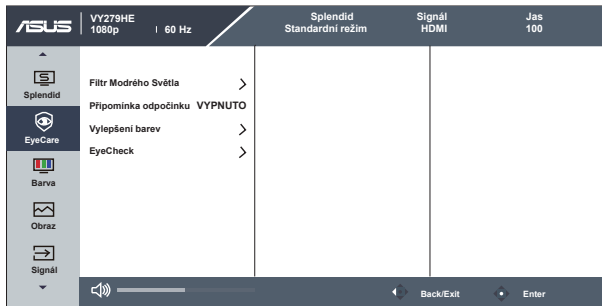 ASUS
VY279HE
1080p 60 Hz
Splendid
Standardní režim
Signál
HDMI
Jas
100
Splendid
EyeCare
Barva
Obraz
Signál
Filtr Modrého Světla
Připomínka odpočinku VYPNUTO
Vylepšení barev
EyeCheck
Back/Exit
Enter